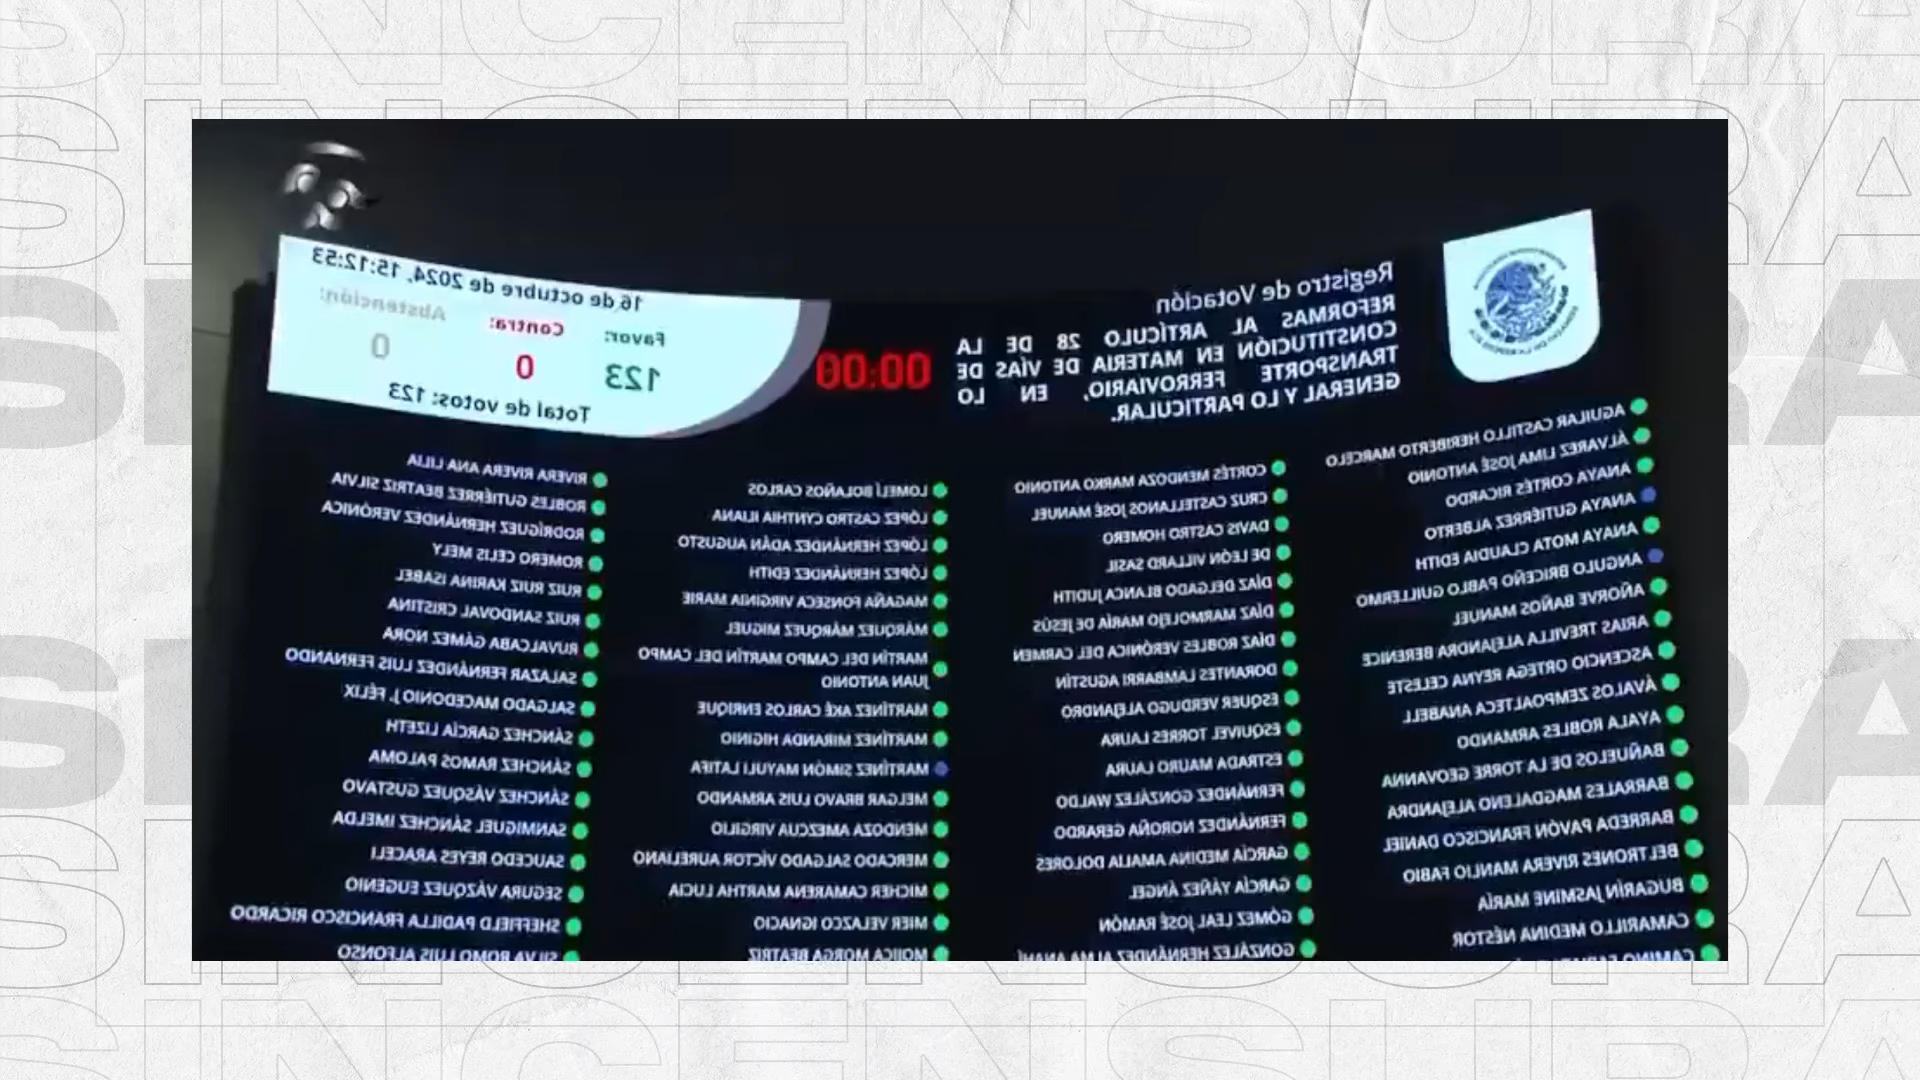 SINCENSURA
SINCENSURA
Registro de Votación
REFORMAS AL ARTÍCULO 28 DE LA
CONSTITUCIÓN EN MATERIA DE VÍAS DE
TRANSPORTE FERROVIARIO, EN LO
GENERAL Y LO PARTICULAR.
00:00
16 de octubre de 2024, 15:12:53
Favor: Contra: Abstención:
123 0 0
Total de votos: 123
AGUILAR CASTILLO HERIBERTO MARCELO
ÁLVAREZ LIMA JOSÉ ANTONIO
ANAYA CORTÉS RICARDO
ANAYA GUTIÉRREZ ALBERTO
ANAYA MOTA CLAUDIA EDITH
ANGULO BRICEÑO PABLO GUILLERMO
AÑORVE BAÑOS MANUEL
ARIAS TREVILLA ALEJANDRA BERENICE
ASCENCIO ORTEGA REYNA CELESTE
ÁVALOS ZEMPOALTECA ANABELL
AYALA ROBLES ARMANDO
BAÑUELOS DE LA TORRE GEOVANNA
BARRALES MAGDALENO ALEJANDRA
BARREDA PAVÓN FRANCISCO DANIEL
BELTRONES RIVERA MANLIO FABIO
BUGARÍN JASMINE MARÍA
CAMARILLO MEDINA NÉSTOR
CAMINO
CORTÉS MENDOZA MARKO ANTONIO
CRUZ CASTELLANOS JOSÉ MANUEL
DAVIS CASTRO HOMERO
DE LEÓN VILLARD SASIL
DÍAZ DELGADO BLANCA JUDITH
DÍAZ MARMOLEJO MARÍA DE JESÚS
DÍAZ ROBLES VERÓNICA DEL CARMEN
DORANTES LAMBARRI AGUSTÍN
ESQUER VERDUGO ALEJANDRO
ESQUIVEL TORRES LAURA
ESTRADA MAURO LAURA
FERNÁNDEZ GONZÁLEZ WALDO
FERNÁNDEZ NOROÑA GERARDO
GARCÍA MEDINA AMALIA DOLORES
GARCÍA YÁÑEZ ÁNGEL
GÓMEZ LEAL JOSÉ RAMÓN
GONZÁLEZ HERNÁNDEZ ALMA ANAHÍ
LOMELÍ BOLAÑOS CARLOS
LÓPEZ CASTRO CYNTHIA ILIANA
LÓPEZ HERNÁNDEZ ADÁN AUGUSTO
LÓPEZ HERNÁNDEZ EDITH
MAGAÑA FONSECA VIRGINIA MARIE
MÁRQUEZ MÁRQUEZ MIGUEL
MARTÍN DEL CAMPO MARTÍN DEL CAMPO
JUAN ANTONIO
MARTÍNEZ AKÉ CARLOS ENRIQUE
MARTÍNEZ MIRANDA HIGINIO
MARTÍNEZ SIMÓN MAYULI LATIFA
MELGAR BRAVO LUIS ARMANDO
MENDOZA AMEZCUA VIRGILIO
MERCADO SALGADO VÍCTOR AURELIANO
MICHER CAMARENA MARTHA LUCIA
MIER VELAZCO IGNACIO
MOJICA MORGA BEATRIZ
RIVERA RIVERA ANA LILIA
ROBLES GUTIÉRREZ BEATRIZ SILVIA
RODRÍGUEZ HERNÁNDEZ VERÓNICA
ROMERO CELIS MELY
RUIZ RUIZ KARINA ISABEL
RUIZ SANDOVAL CRISTINA
RUVALCABA GÁMEZ NORA
SALAZAR FERNÁNDEZ LUIS FERNANDO
SALGADO MACEDONIO J. FÉLIX
SÁNCHEZ GARCÍA LIZETH
SÁNCHEZ RAMOS PALOMA
SÁNCHEZ VÁSQUEZ GUSTAVO
SANMIGUEL SÁNCHEZ IMELDA
SAUCEDO REYES ARACELI
SEGURA VÁZQUEZ EUGENIO
SHEFFIELD PADILLA FRANCISCO RICARDO
SILVA ROMO LUIS ALFONSO
SINCENSURA
SINCENSURA